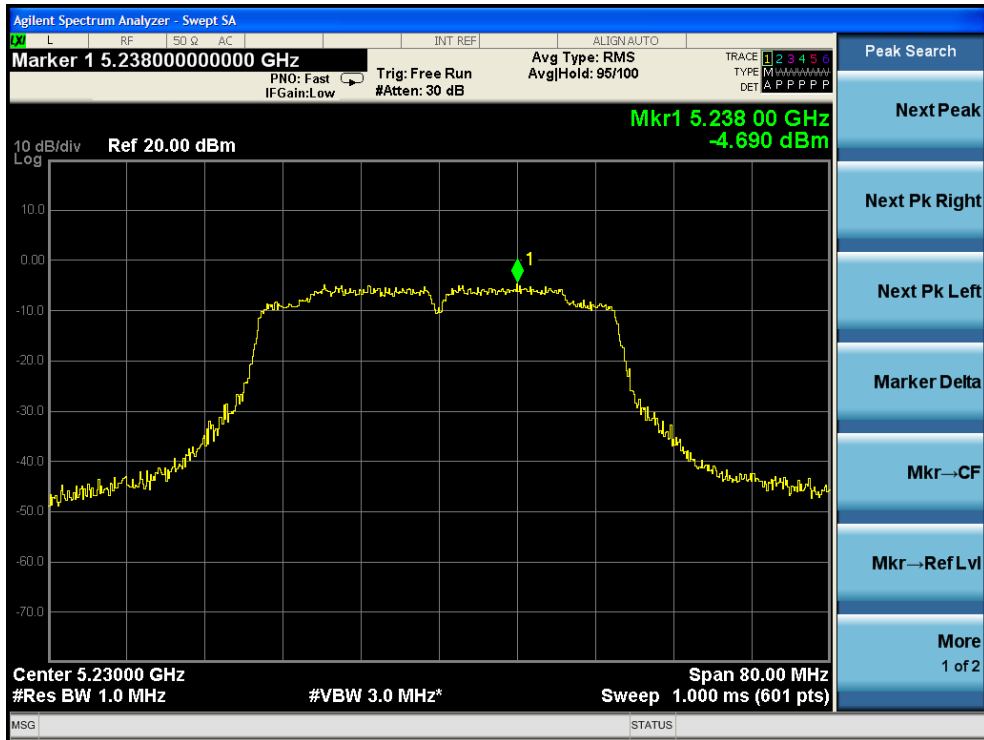 Agilent Spectrum Analyzer - Swept SA
LXI L RF 50 Ω AC INT REF ALIGN AUTO
Marker 1 5.238000000000 GHz
PNO: Fast
IFGain:Low
Trig: Free Run
#Atten: 30 dB
Avg Type: RMS
Avg|Hold: 95/100
TRACE 1 2 3 4 5 6
TYPE M
DET A P P P P P
Mkr1 5.238 00 GHz
-4.690 dBm
10 dB/div Ref 20.00 dBm
Log
10.0
0.00
-10.0
-20.0
-30.0
-40.0
-50.0
-60.0
-70.0
1
Center 5.23000 GHz Span 80.00 MHz
#Res BW 1.0 MHz #VBW 3.0 MHz* Sweep 1.000 ms (601 pts)
MSG STATUS
Peak Search
Next Peak
Next Pk Right
Next Pk Left
Marker Delta
Mkr→CF
Mkr→Ref Lvl
More
1 of 2